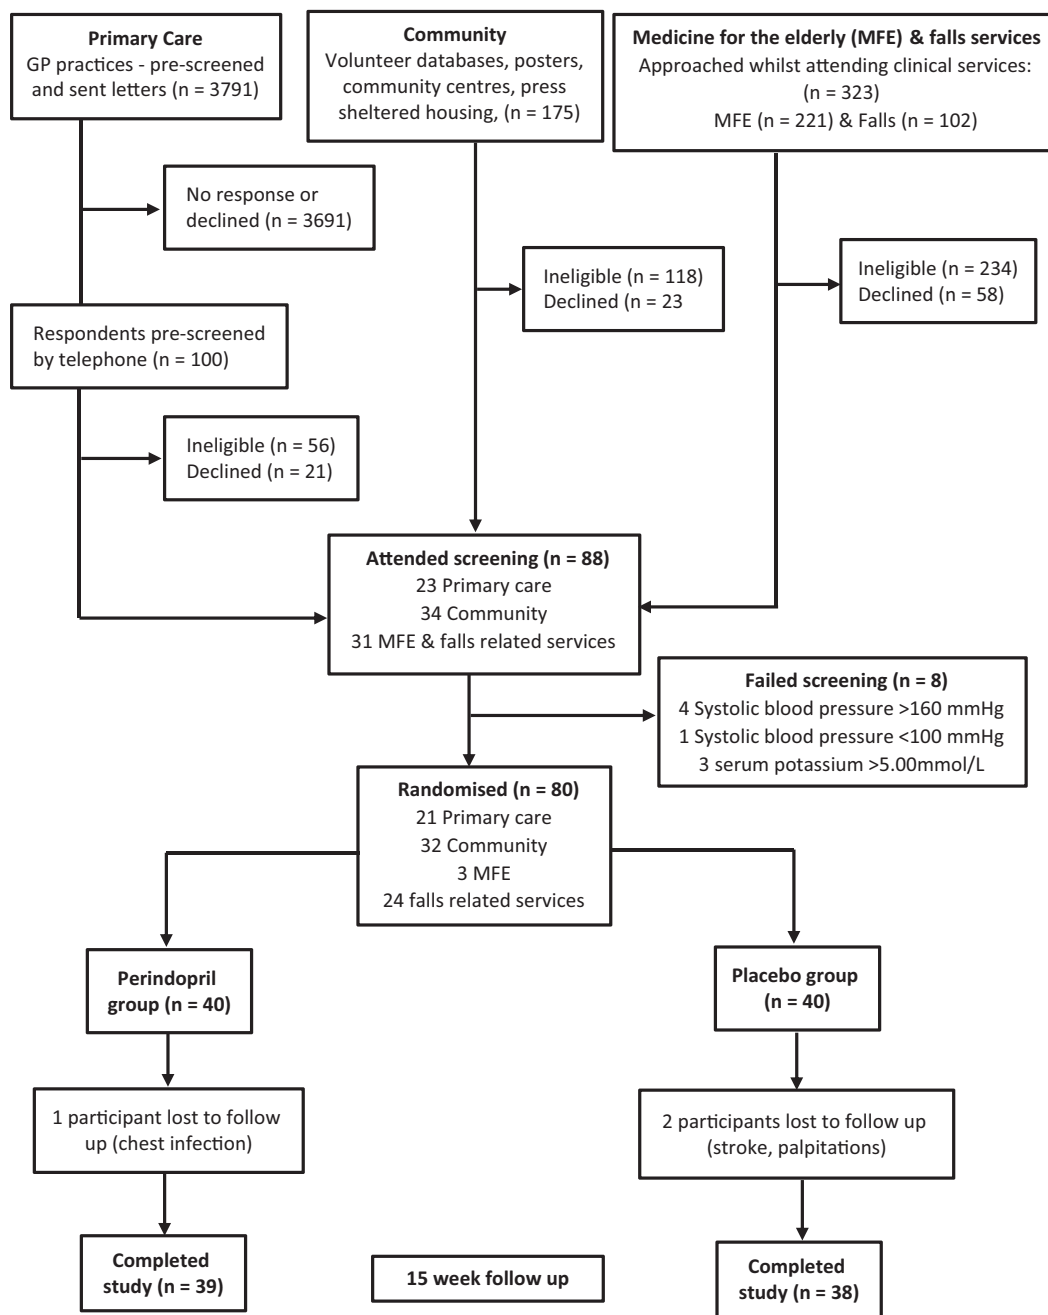 Primary Care
GP practices - pre-screened
and sent letters (n = 3791)
Community
Volunteer databases, posters,
community centres, press
sheltered housing, (n = 175)
Medicine for the elderly (MFE) & falls services
Approached whilst attending clinical services:
(n = 323)
MFE (n = 221) & Falls (n = 102)
No response or
declined (n = 3691)
Ineligible (n = 118)
Declined (n = 23
Ineligible (n = 234)
Declined (n = 58)
Respondents pre-screened
by telephone (n = 100)
Ineligible (n = 56)
Declined (n = 21)
Attended screening (n = 88)
23 Primary care
34 Community
31 MFE & falls related services
Failed screening (n = 8)
4 Systolic blood pressure >160 mmHg
1 Systolic blood pressure <100 mmHg
3 serum potassium >5.00mmol/L
Randomised (n = 80)
21 Primary care
32 Community
3 MFE
24 falls related services
Perindopril
group (n = 40)
Placebo group
(n = 40)
1 participant lost to follow
up (chest infection)
2 participants lost to follow up
(stroke, palpitations)
Completed
study (n = 39)
15 week follow up
Completed
study (n = 38)